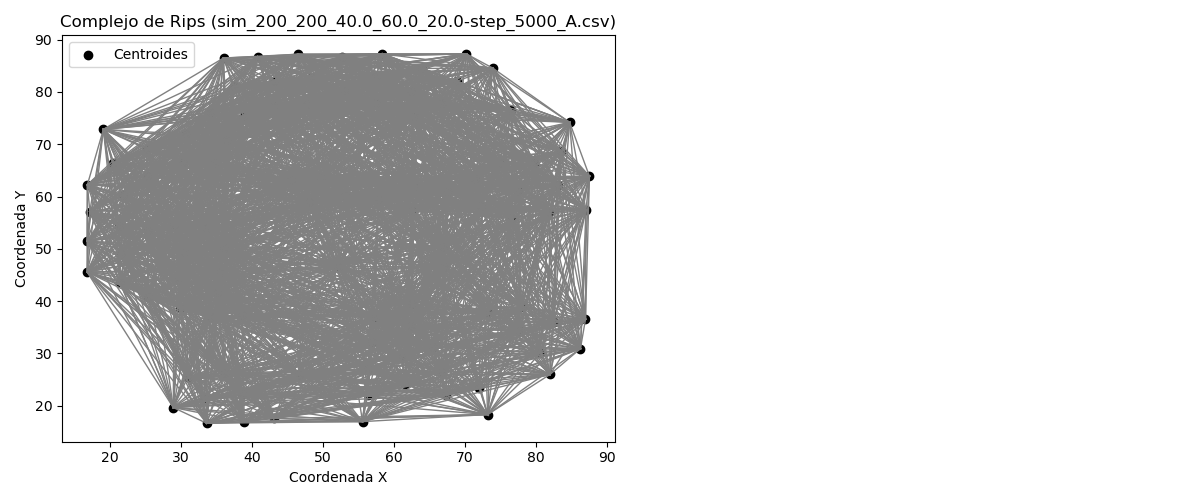 Complejo de Rips (sim_200_200_40.0_60.0_20.0-step_5000_A.csv)
Centroides
90
80
70
60
50
40
30
20
Coordenada Y
20 30 40 50 60 70 80 90
Coordenada X